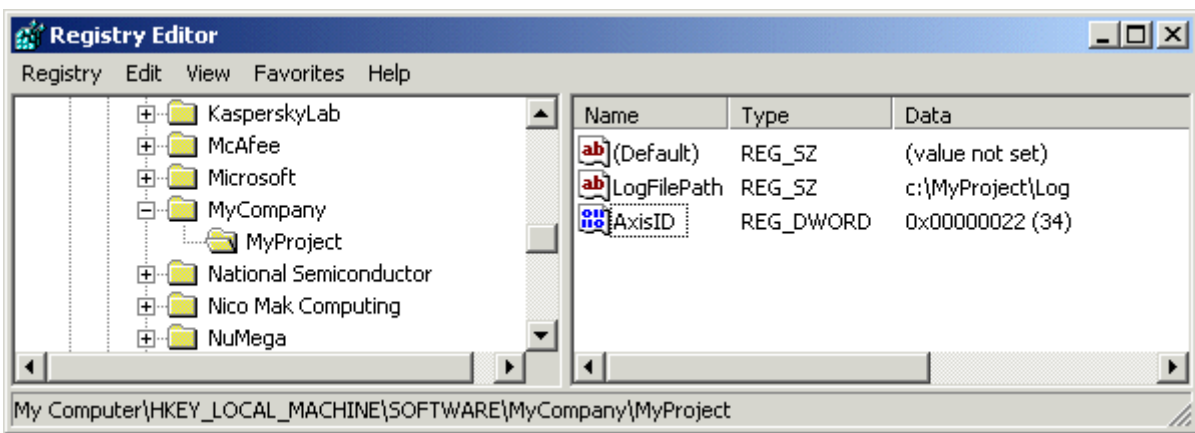 Registry Editor
Registry Edit View Favorites Help
KasperskyLab
McAfee
Microsoft
MyCompany
MyProject
National Semiconductor
Nico Mak Computing
NuMega
Name Type Data
(Default) REG_SZ (value not set)
LogFilePath REG_SZ c:\MyProject\Log
AxisID REG_DWORD 0x00000022 (34)
My Computer\HKEY_LOCAL_MACHINE\SOFTWARE\MyCompany\MyProject